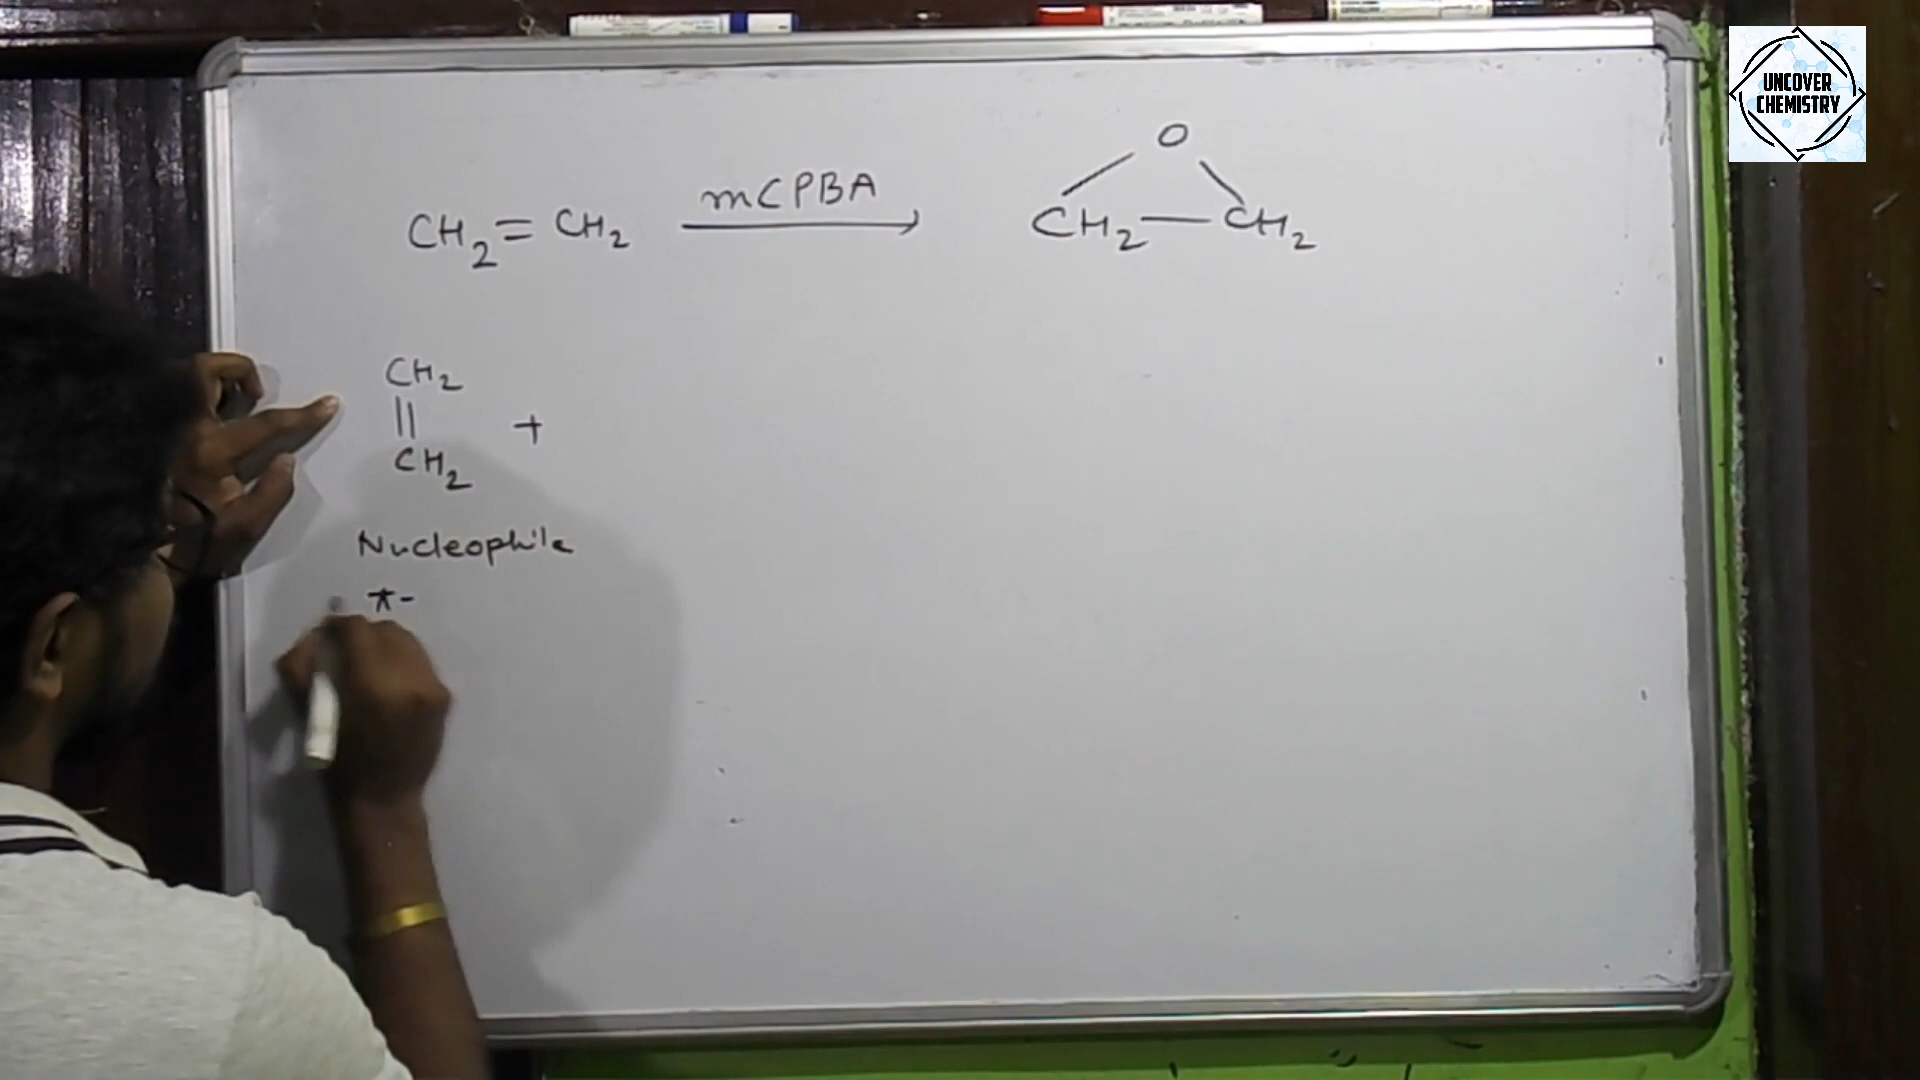 UNCOVER
CHEMISTRY
O
mCPBA
CH2=CH2 → CH2—CH2
CH2
||
+
CH2
Nucleophile
π-